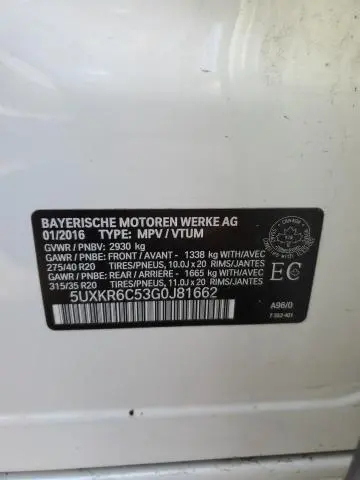 BAYERISCHE MOTOREN WERKE AG
01/2016 TYPE: MPV / VTUM
GVWR / PNBV: 2930 kg
GAWR / PNBE: FRONT / AVANT - 1338 kg WITH/AVEC
275/40 R20 TIRES/PNEUS, 10.0J x 20 RIMS/JANTES
GAWR / PNBE: REAR / ARRIERE - 1665 kg WITH/AVEC
315/35 R20 TIRES/PNEUS, 11.0J x 20 RIMS/JANTES
5UXKR6C53G0J81662
CANADA
EC
A96/0